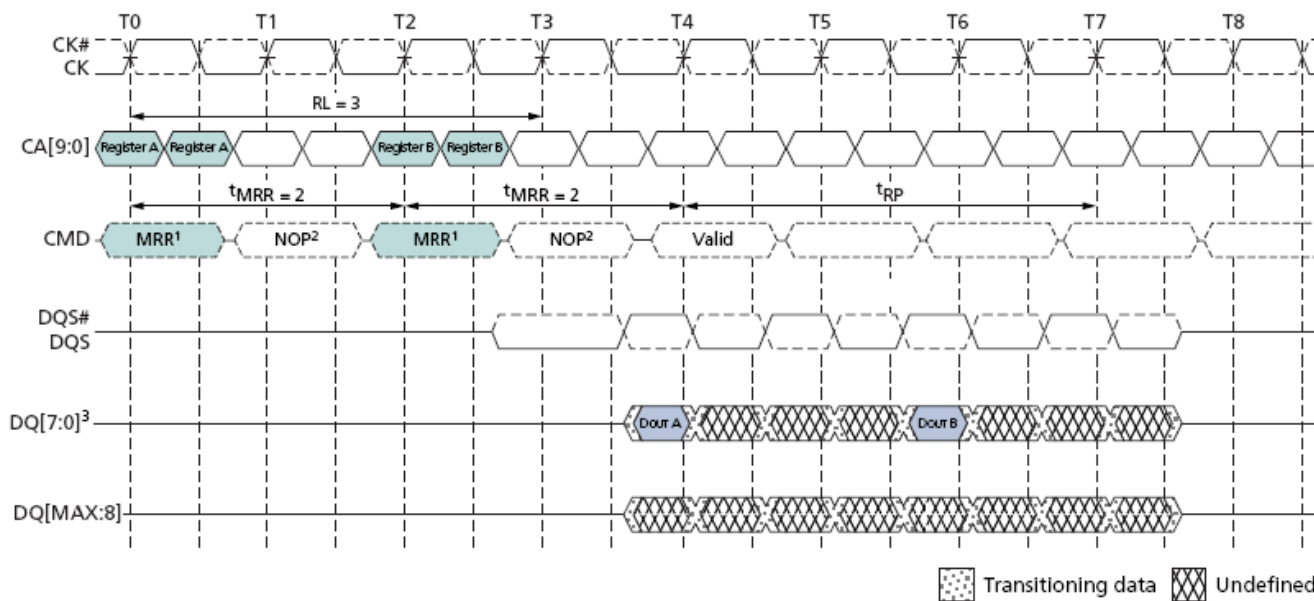 T0 T1 T2 T3 T4 T5 T6 T7 T8
CK#
CK
RL = 3
CA[9:0] Register A Register A Register B Register B
tMRR = 2 tMRR = 2 tRP
CMD MRR1 NOP2 MRR1 NOP2 Valid
DQS#
DQS
DQ[7:0]3 DOUT A DOUT B
DQ[MAX:8]
Transitioning data Undefined